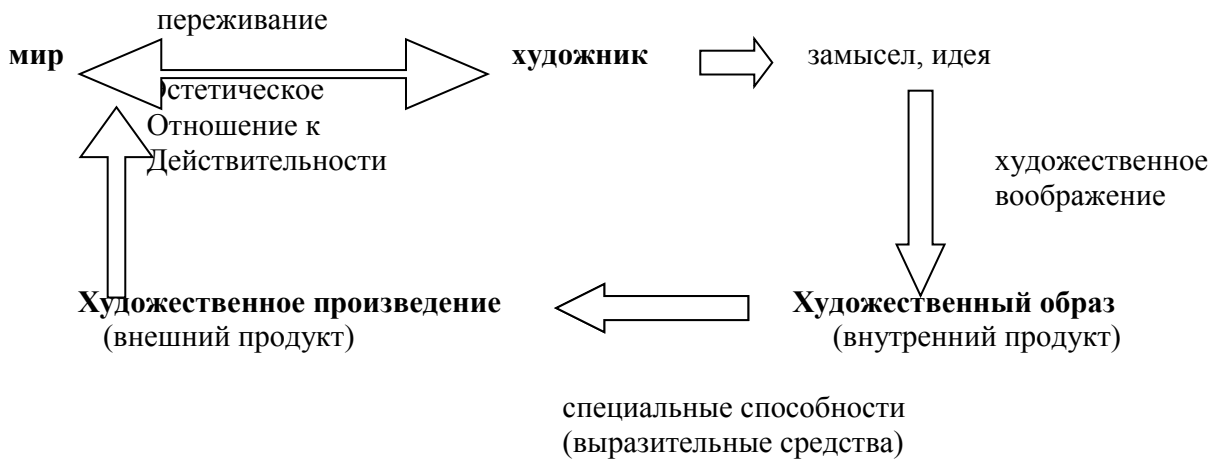 переживание
мир
художник
замысел, идея
Эстетическое
Отношение к
Действительности
художественное
воображение
Художественное произведение
(внешний продукт)
Художественный образ
(внутренний продукт)
специальные способности
(выразительные средства)